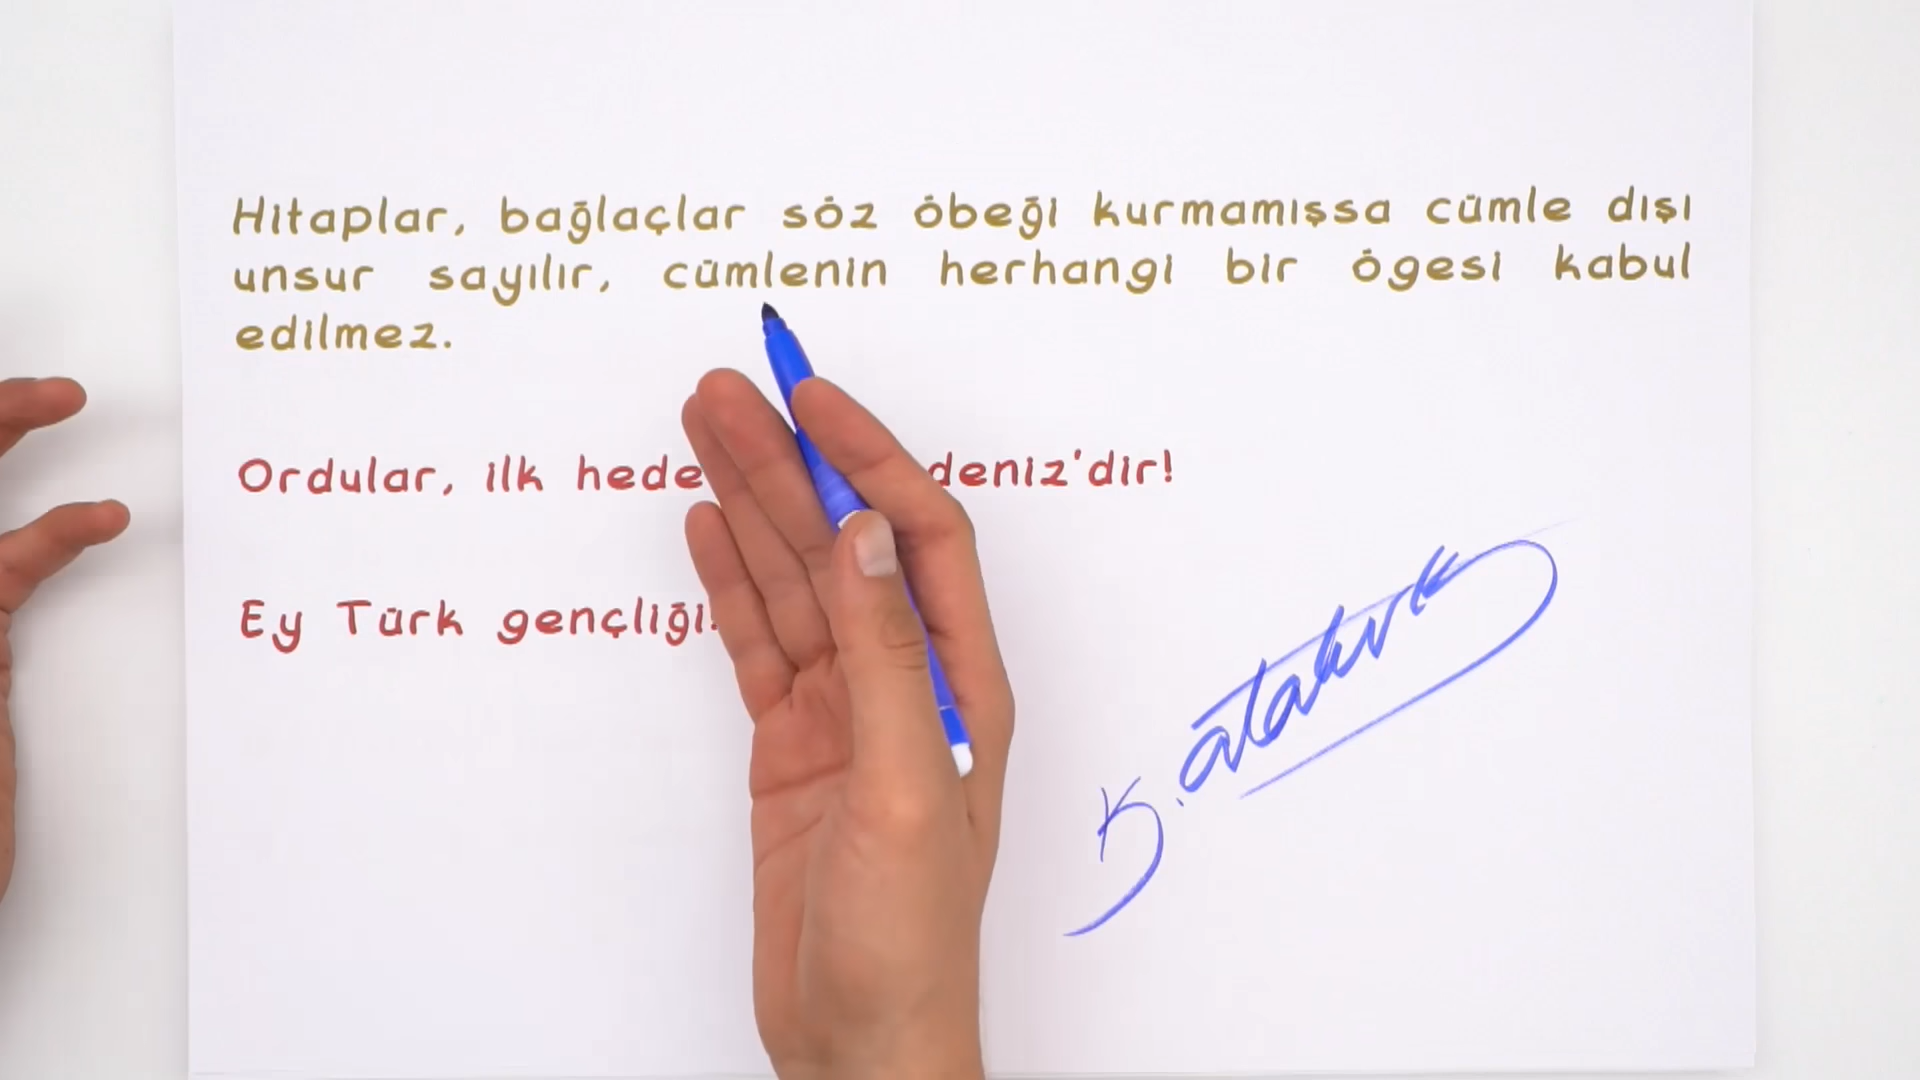 Hitaplar, bağlaçlar söz öbeği kurmamışsa cümle dışı
unsur sayılır, cümlenin herhangi bir ögesi kabul
edilmez.
Ordular, ilk hede deniz'dir!
Ey Türk gençliği!
K. atatürk